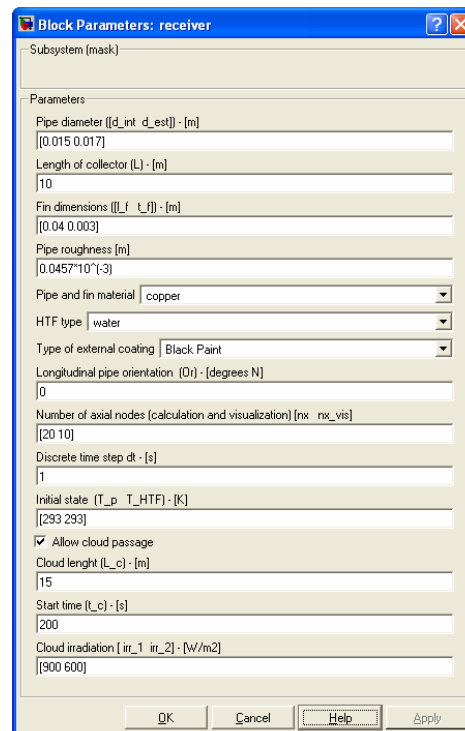 Block Parameters: receiver
Subsystem (mask)
Parameters
Pipe diameter ([d_int d_est]) - [m]
[0.015 0.017]
Length of collector (L) - [m]
10
Fin dimensions ([l_f t_f]) - [m]
[0.04 0.003]
Pipe roughness [m]
0.0457*10^(-3)
Pipe and fin material copper
HTF type water
Type of external coating Black Paint
Longitudinal pipe orientation (Or) - [degrees N]
0
Number of axial nodes (calculation and visualization) [nx nx_vis]
[20 10]
Discrete time step dt - [s]
1
Initial state (T_p T_HTF) - [K]
[293 293]
Allow cloud passage
Cloud lenght (L_c) - [m]
15
Start time (t_c) - [s]
200
Cloud irradiation [ irr_1 irr_2] - [W/m2]
[900 600]
OK Cancel Help Apply